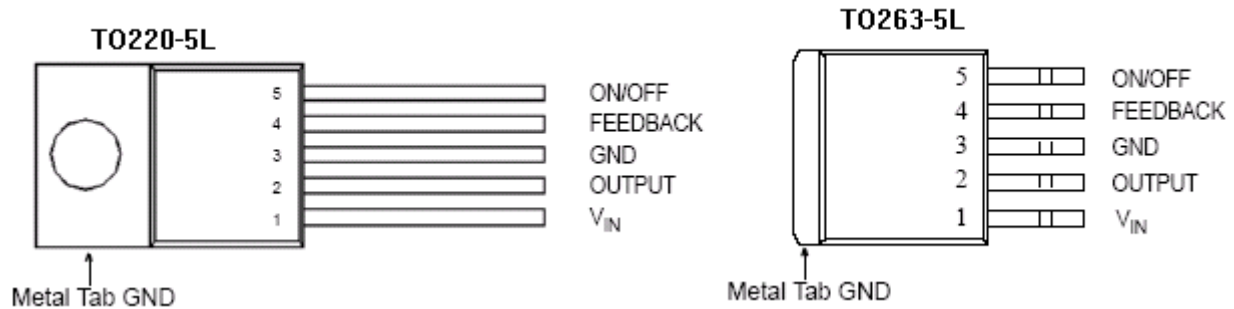 TO220-5L
5 ON/OFF
4 FEEDBACK
3 GND
2 OUTPUT
1 VIN
Metal Tab GND
TO263-5L
5 ON/OFF
4 FEEDBACK
3 GND
2 OUTPUT
1 VIN
Metal Tab GND